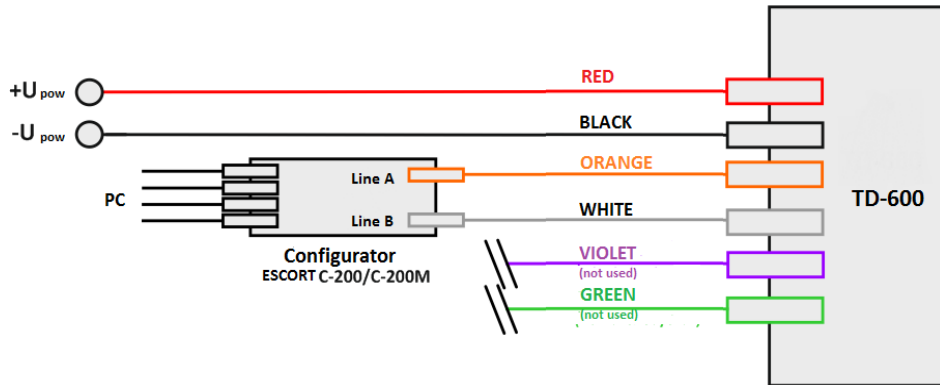 RED
+U pow
BLACK
-U pow
ORANGE
Line A
PC
WHITE
TD-600
Line B
Configurator
ESCORT C-200/C-200M
VIOLET
(not used)
GREEN
(not used)